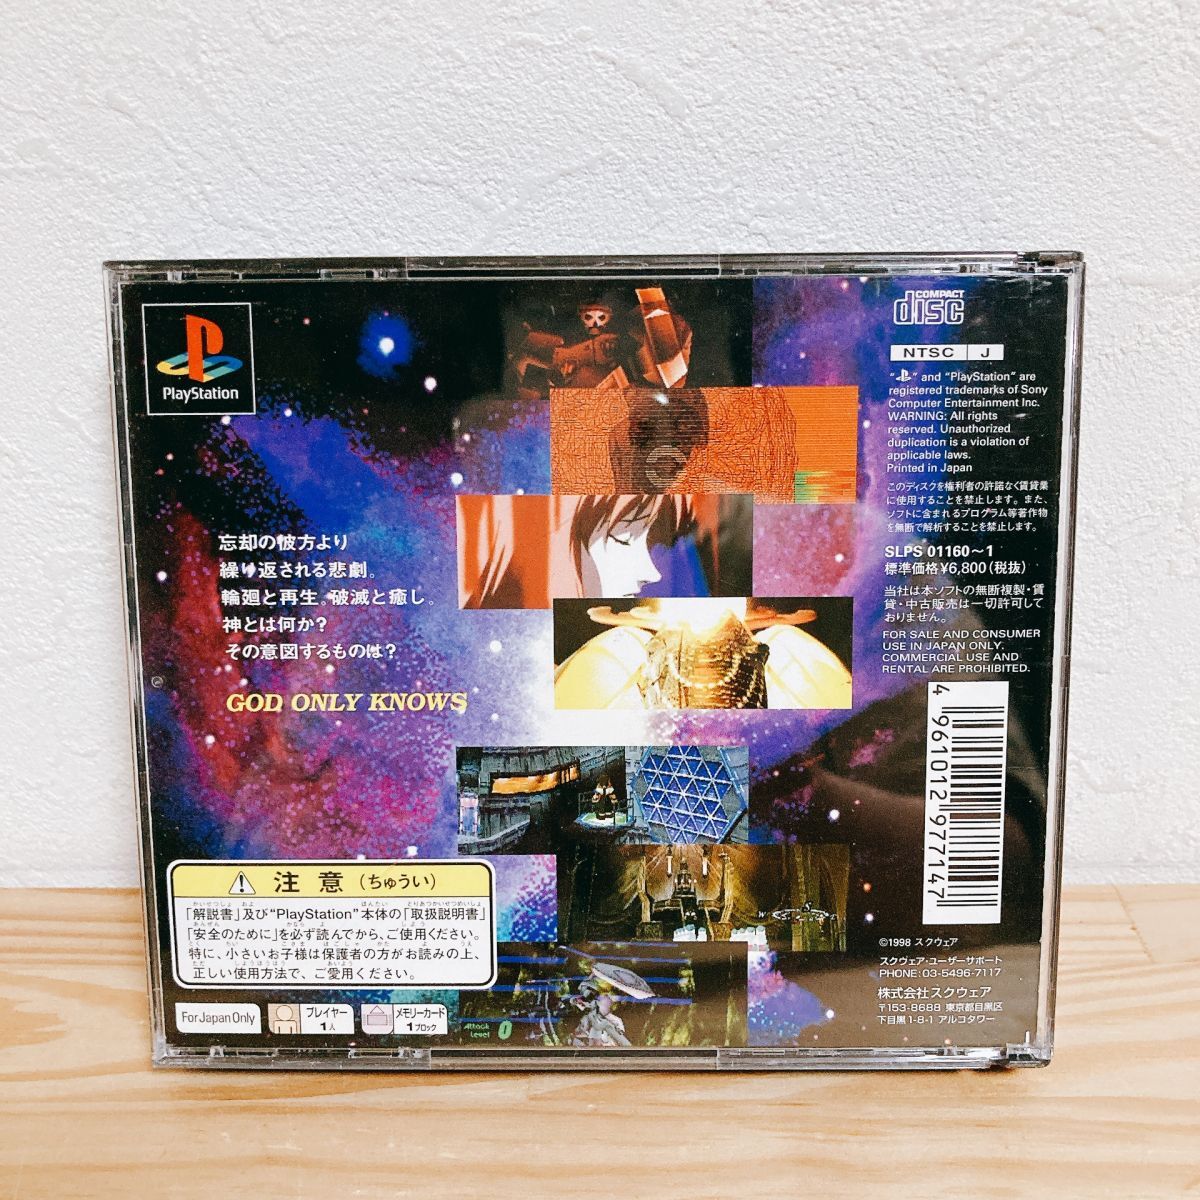 PlayStation
忘却の彼方より
繰り返される悲劇。
輪廻と再生。破滅と癒し。
神とは何か?
その意図するものは?
GOD ONLY KNOWS
注意(ちゅうい)
「解説書」及び“PlayStation”本体の「取扱説明書」
「安全のために」を必ず読んでから、ご使用ください。
特に、小さいお子様は保護者の方がお読みの上、
正しい使用方法で、ご愛用ください。
For Japan Only
プレイヤー
1人
メモリーカード
1ブロック
Attack
Level 0
COMPACT
disc
NTSC J
“ ” and “PlayStation” are
registered trademarks of Sony
Computer Entertainment Inc.
WARNING: All rights
reserved. Unauthorized
duplication is a violation of
applicable laws.
Printed in Japan
このディスクを権利者の許諾なく賃貸業
に使用することを禁止します。また、
ソフトに含まれるプログラム等著作物
を無断で解析することを禁止します。
SLPS 01160〜1
標準価格¥6,800(税抜)
当社は本ソフトの無断複製・賃
貸・中古販売は一切許可して
おりません。
FOR SALE AND CONSUMER
USE IN JAPAN ONLY.
COMMERCIAL USE AND
RENTAL ARE PROHIBITED.
4 961012 977147
©1998 スクウェア
スクウェア・ユーザーサポート
PHONE: 03-5496-7117
株式会社スクウェア
〒153-8688 東京都目黒区
下目黒1-8-1 アルコタワー